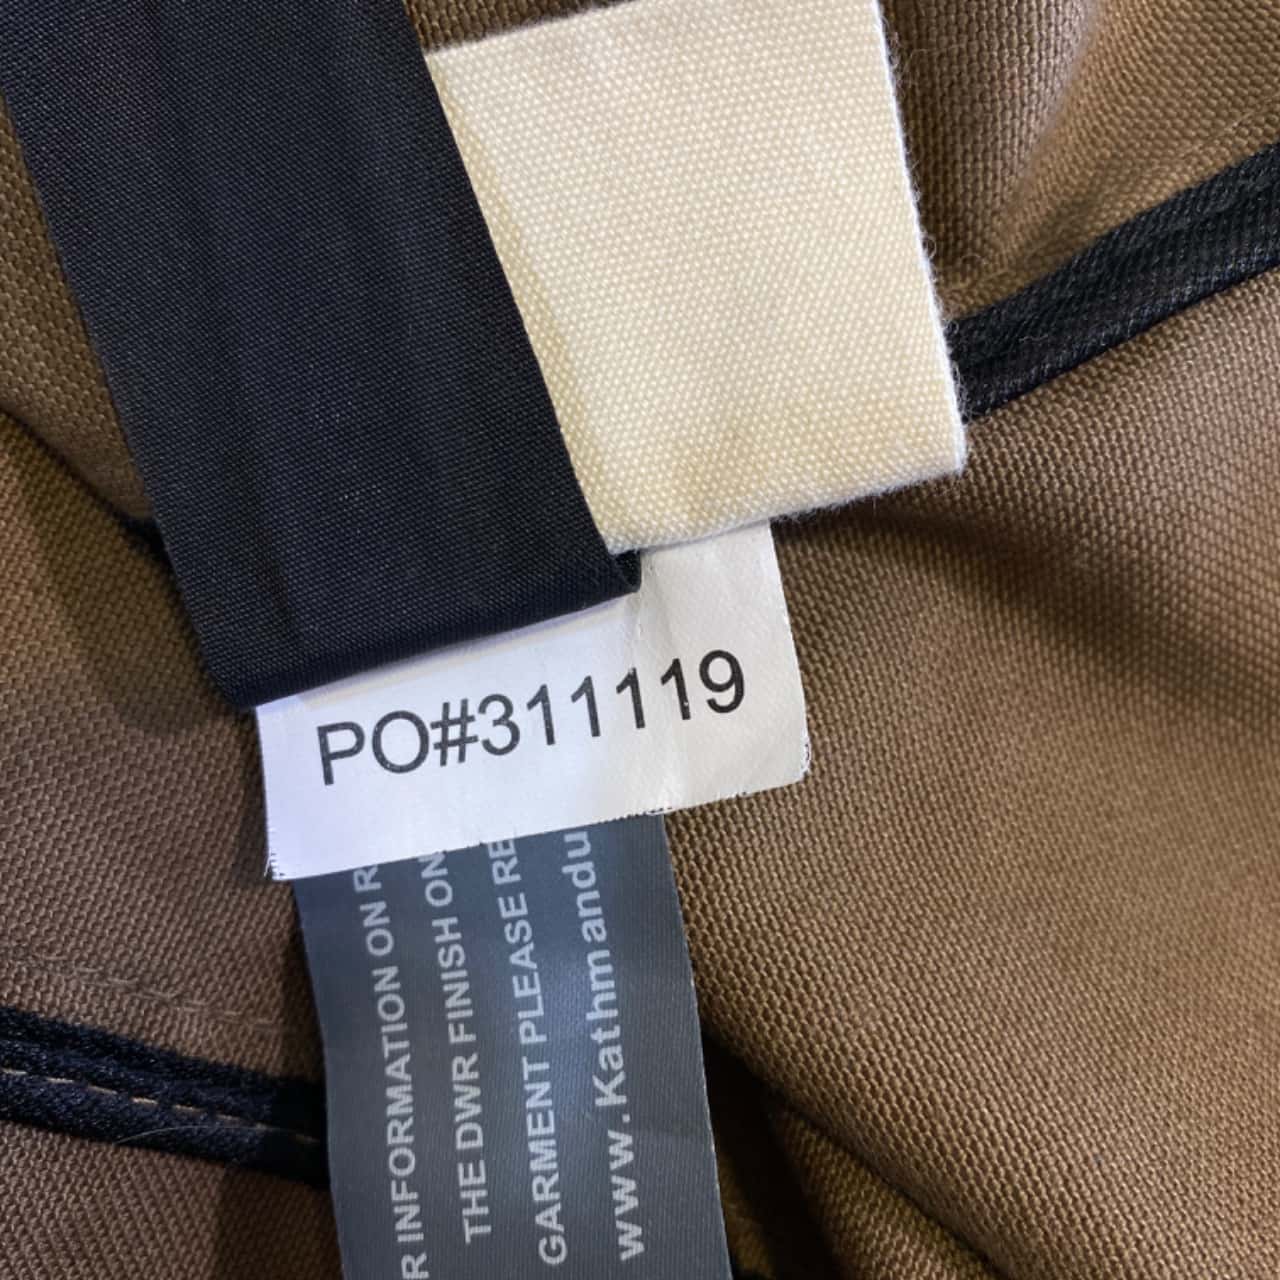 PO#311119
R INFORMATION ON R
THE DWR FINISH ON
GARMENT PLEASE RE
www.Kathmandu